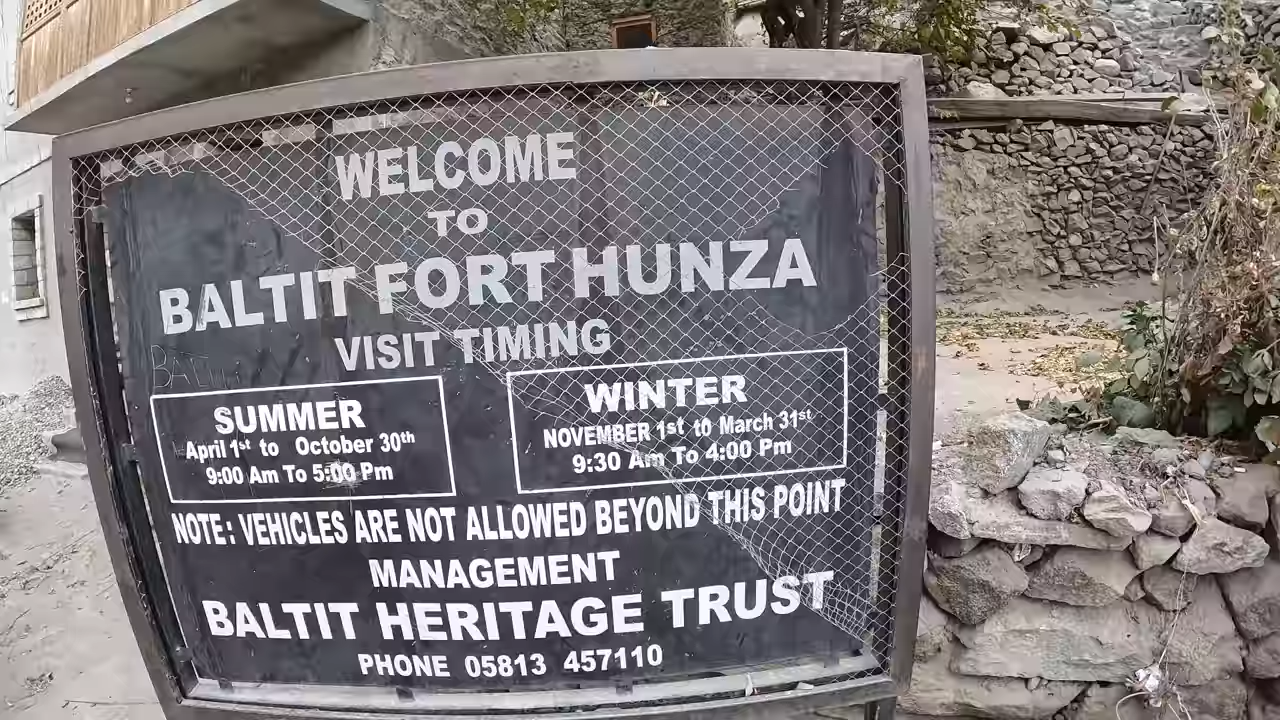 WELCOME
TO
BALTIT FORT HUNZA
VISIT TIMING
BALTI
SUMMER
April 1st to October 30th
9:00 Am To 5:00 Pm
WINTER
NOVEMBER 1st to March 31st
9:30 Am To 4:00 Pm
NOTE: VEHICLES ARE NOT ALLOWED BEYOND THIS POINT
MANAGEMENT
BALTIT HERITAGE TRUST
PHONE 05813 457110